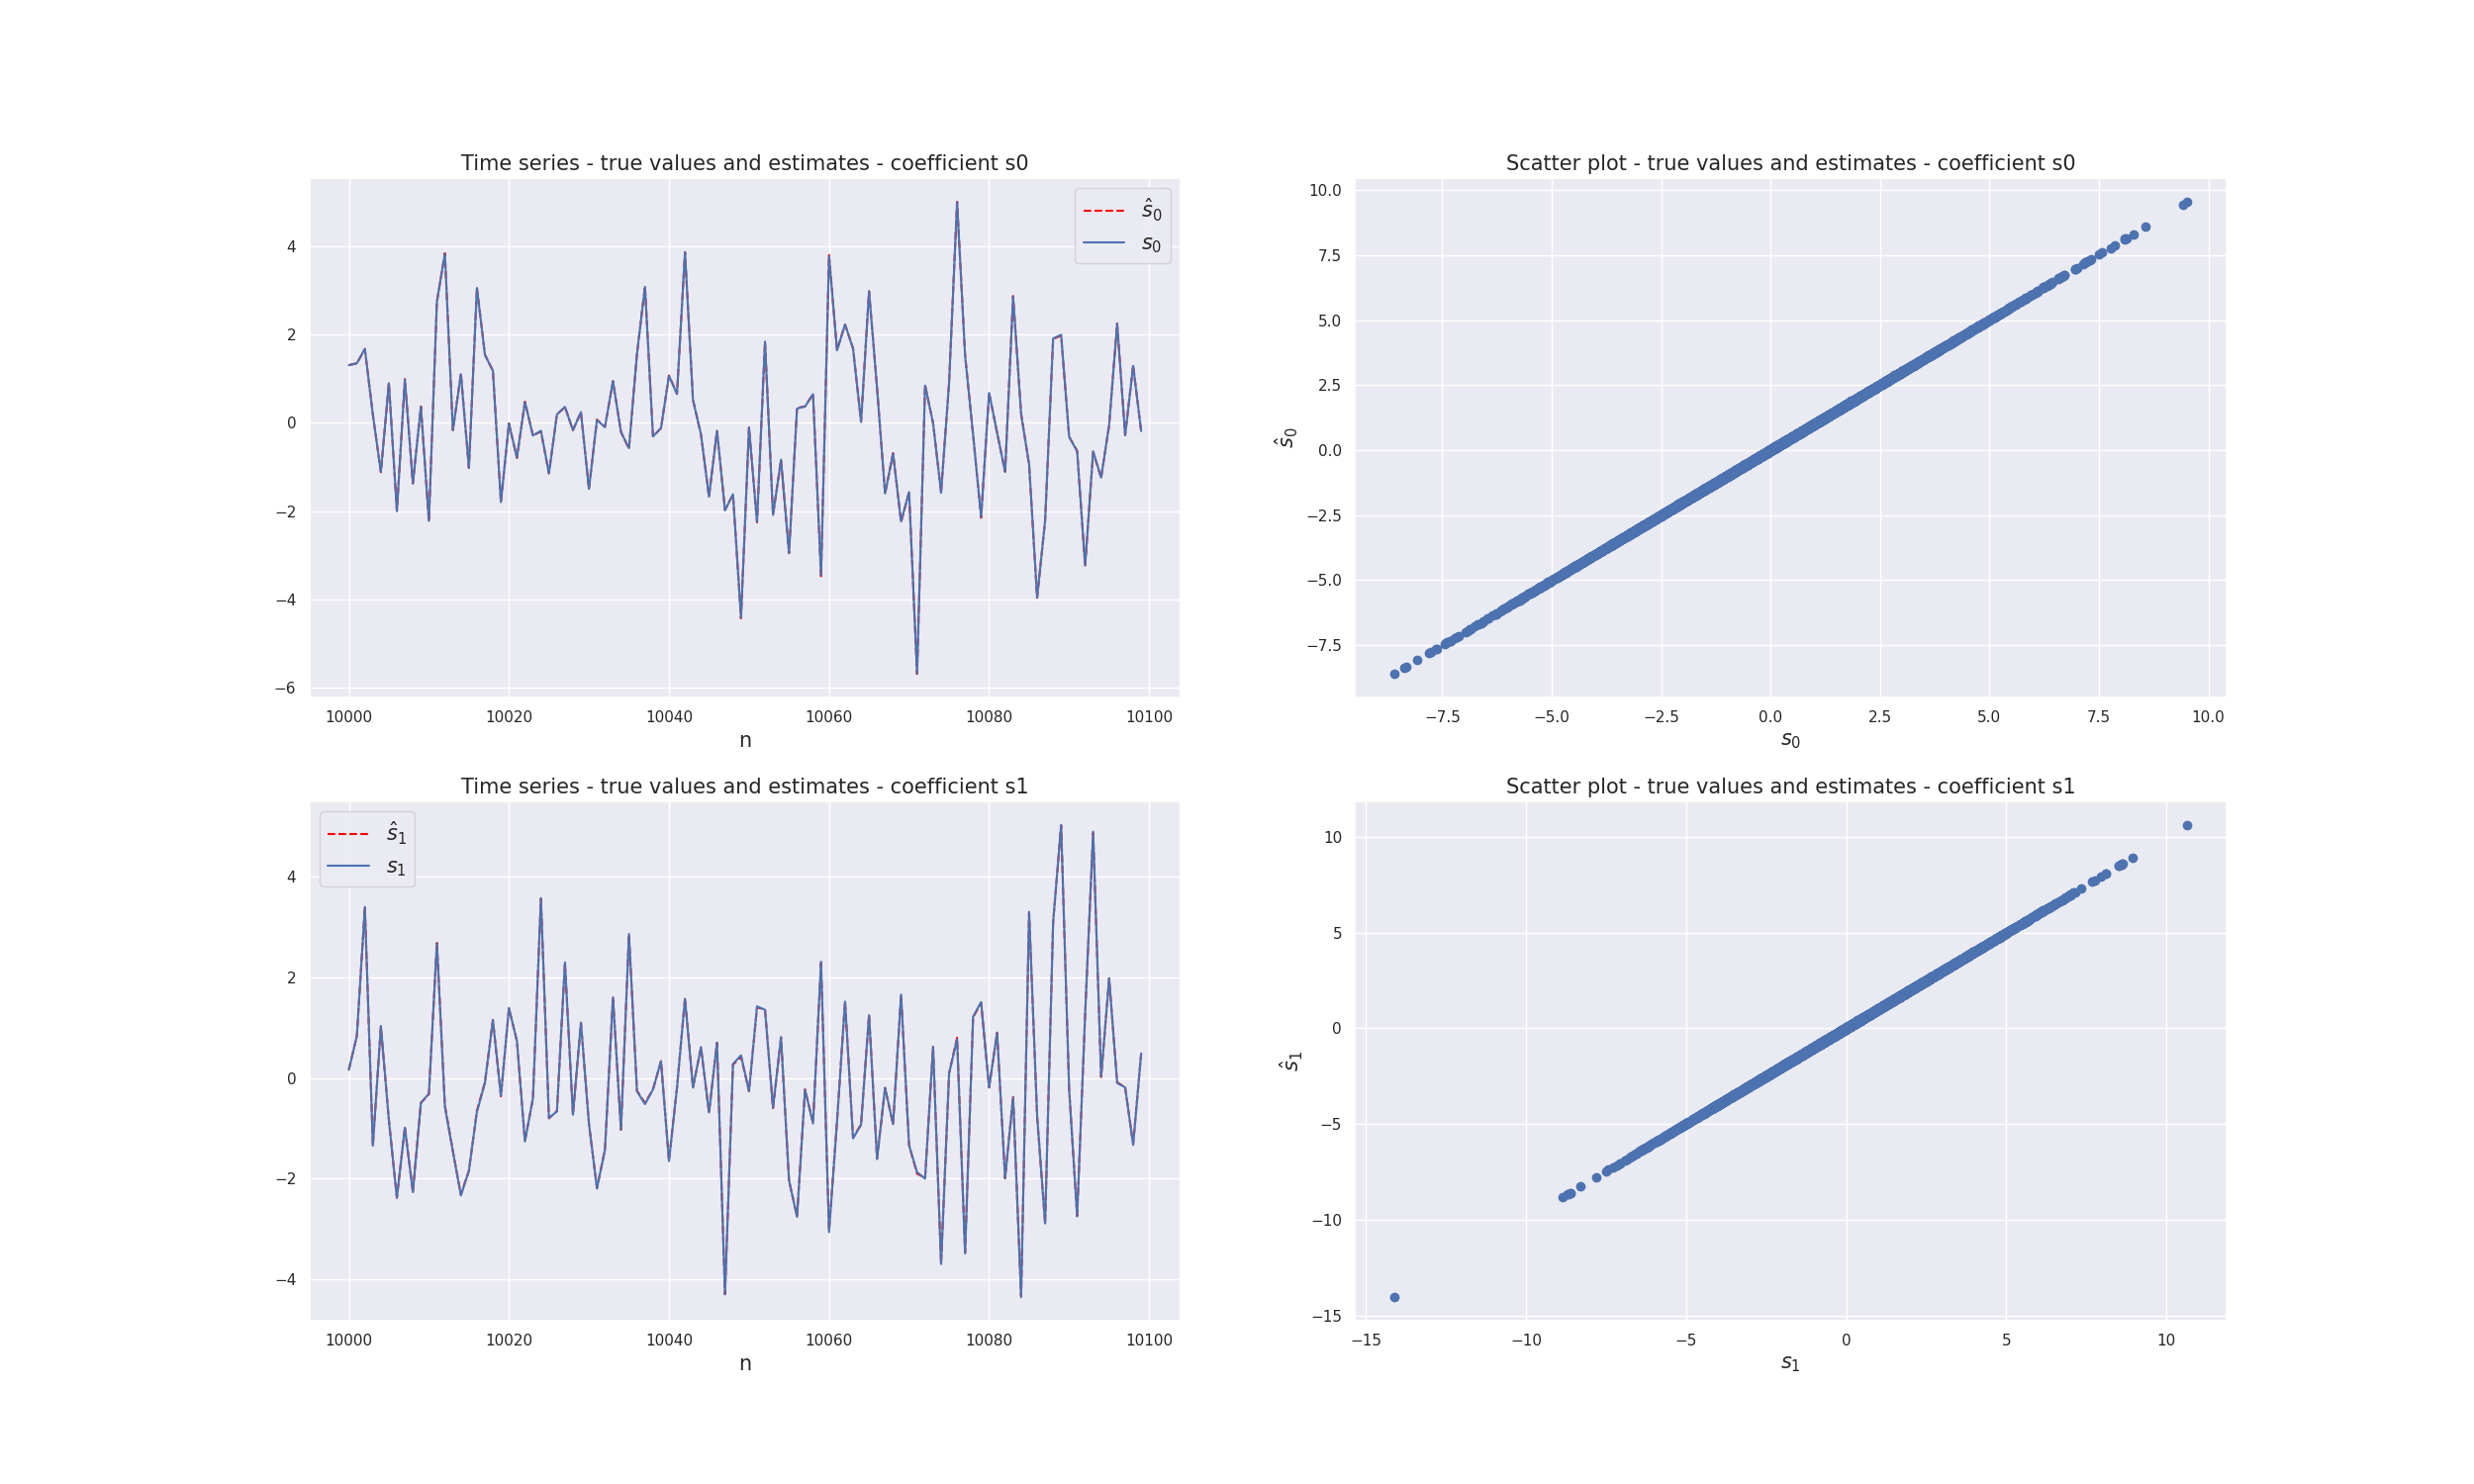 Time series - true values and estimates - coefficient s0
4
2
0
−2
−4
−6
ŝ0
s0
10000 10020 10040 10060 10080 10100
n
Scatter plot - true values and estimates - coefficient s0
10.0
7.5
5.0
2.5
0.0
−2.5
−5.0
−7.5
ŝ0
−7.5 −5.0 −2.5 0.0 2.5 5.0 7.5 10.0
s0
Time series - true values and estimates - coefficient s1
4
2
0
−2
−4
ŝ1
s1
10000 10020 10040 10060 10080 10100
n
Scatter plot - true values and estimates - coefficient s1
10
5
0
−5
−10
−15
ŝ1
−15 −10 −5 0 5 10
s1